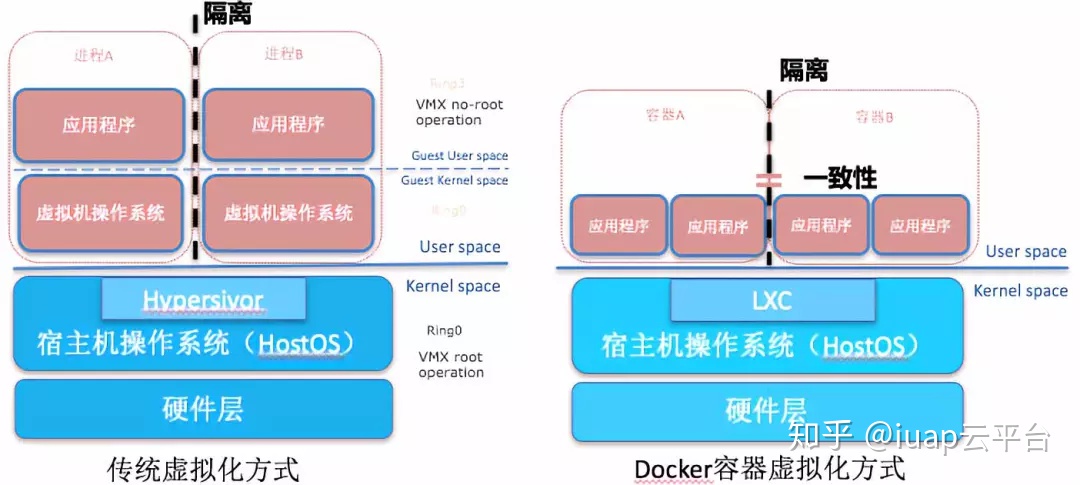 隔离
进程A
进程B
Ring3
VMX no-root
operation
应用程序
应用程序
Guest User space
Guest Kernel space
虚拟机操作系统
虚拟机操作系统
Ring0
User space
Kernel space
Hypersivor
宿主机操作系统（HostOS）
Ring0
VMX root
operation
硬件层
传统虚拟化方式
隔离
容器A
容器B
一致性
应用程序
应用程序
应用程序
应用程序
User space
Kernel space
LXC
宿主机操作系统（HostOS）
硬件层
知乎 @iuap云平台
Docker容器虚拟化方式